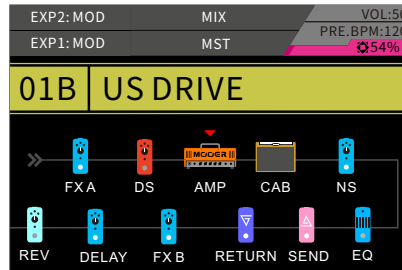 EXP2: MOD MIX VOL:50
EXP1: MOD MST PRE.BPM:120
54%
01B US DRIVE
MOOER
FX A DS AMP CAB NS
REV DELAY FX B RETURN SEND EQ